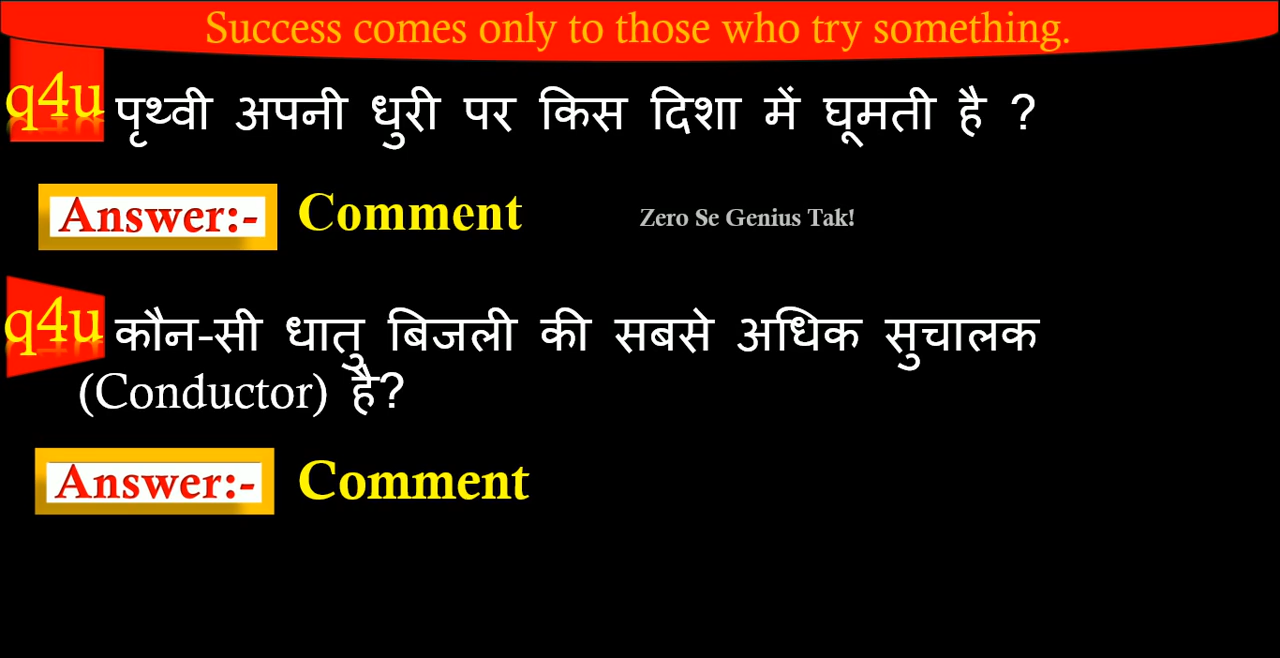 Success comes only to those who try something.
q4u पृथ्वी अपनी धुरी पर किस दिशा में घूमती है ?
Answer:- Comment Zero Se Genius Tak!
q4u कौन-सी धातु बिजली की सबसे अधिक सुचालक
(Conductor) है?
Answer:- Comment